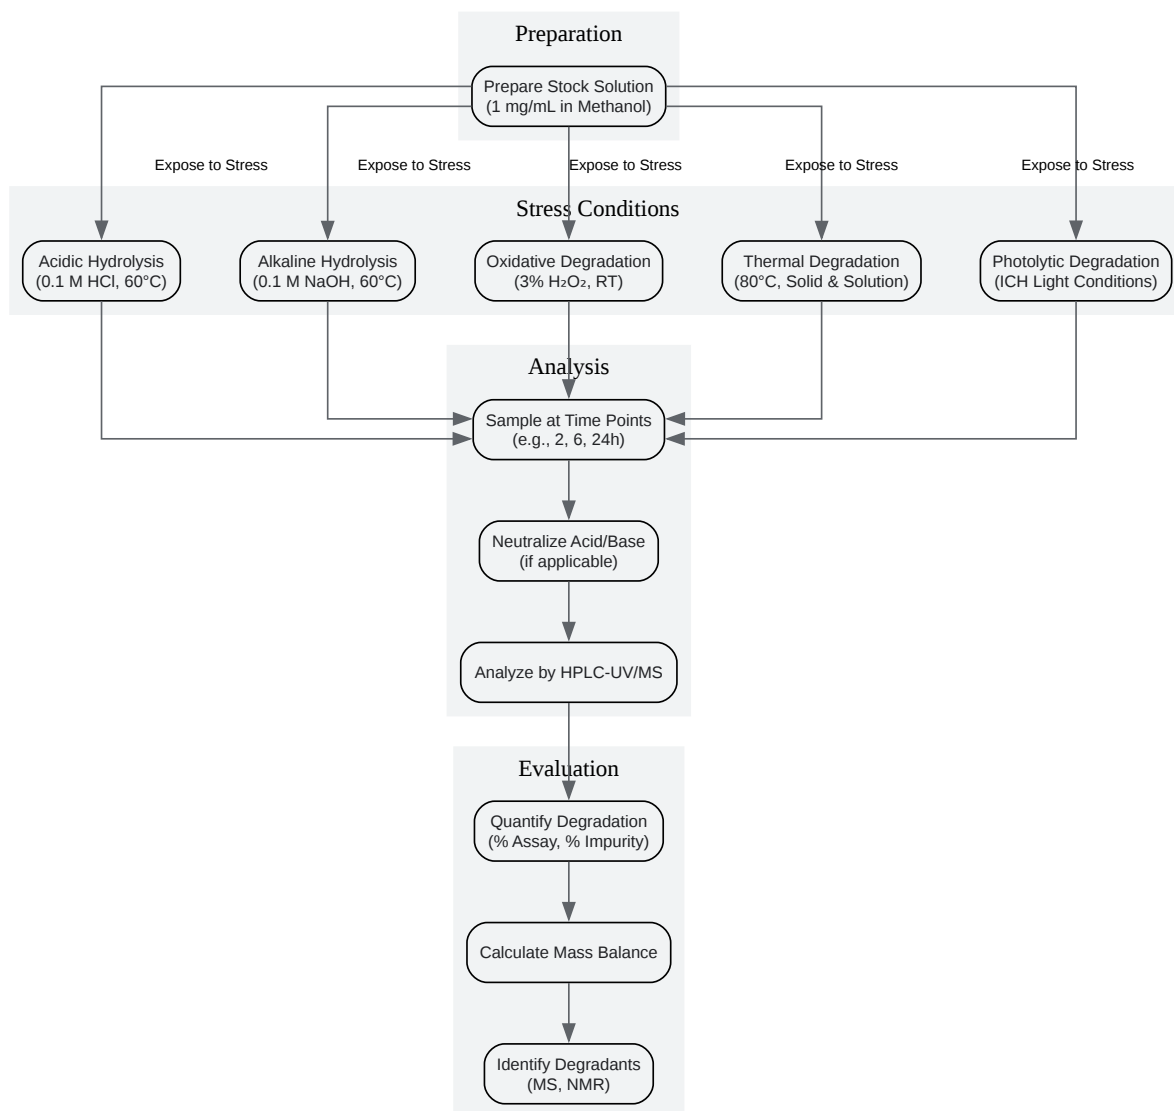 Preparation
Prepare Stock Solution
(1 mg/mL in Methanol)
Expose to Stress
Expose to Stress
Expose to Stress
Expose to Stress
Expose to Stress
Stress Conditions
Acidic Hydrolysis
(0.1 M HCl, 60°C)
Alkaline Hydrolysis
(0.1 M NaOH, 60°C)
Oxidative Degradation
(3% H₂O₂, RT)
Thermal Degradation
(80°C, Solid & Solution)
Photolytic Degradation
(ICH Light Conditions)
Analysis
Sample at Time Points
(e.g., 2, 6, 24h)
Neutralize Acid/Base
(if applicable)
Analyze by HPLC-UV/MS
Evaluation
Quantify Degradation
(% Assay, % Impurity)
Calculate Mass Balance
Identify Degradants
(MS, NMR)